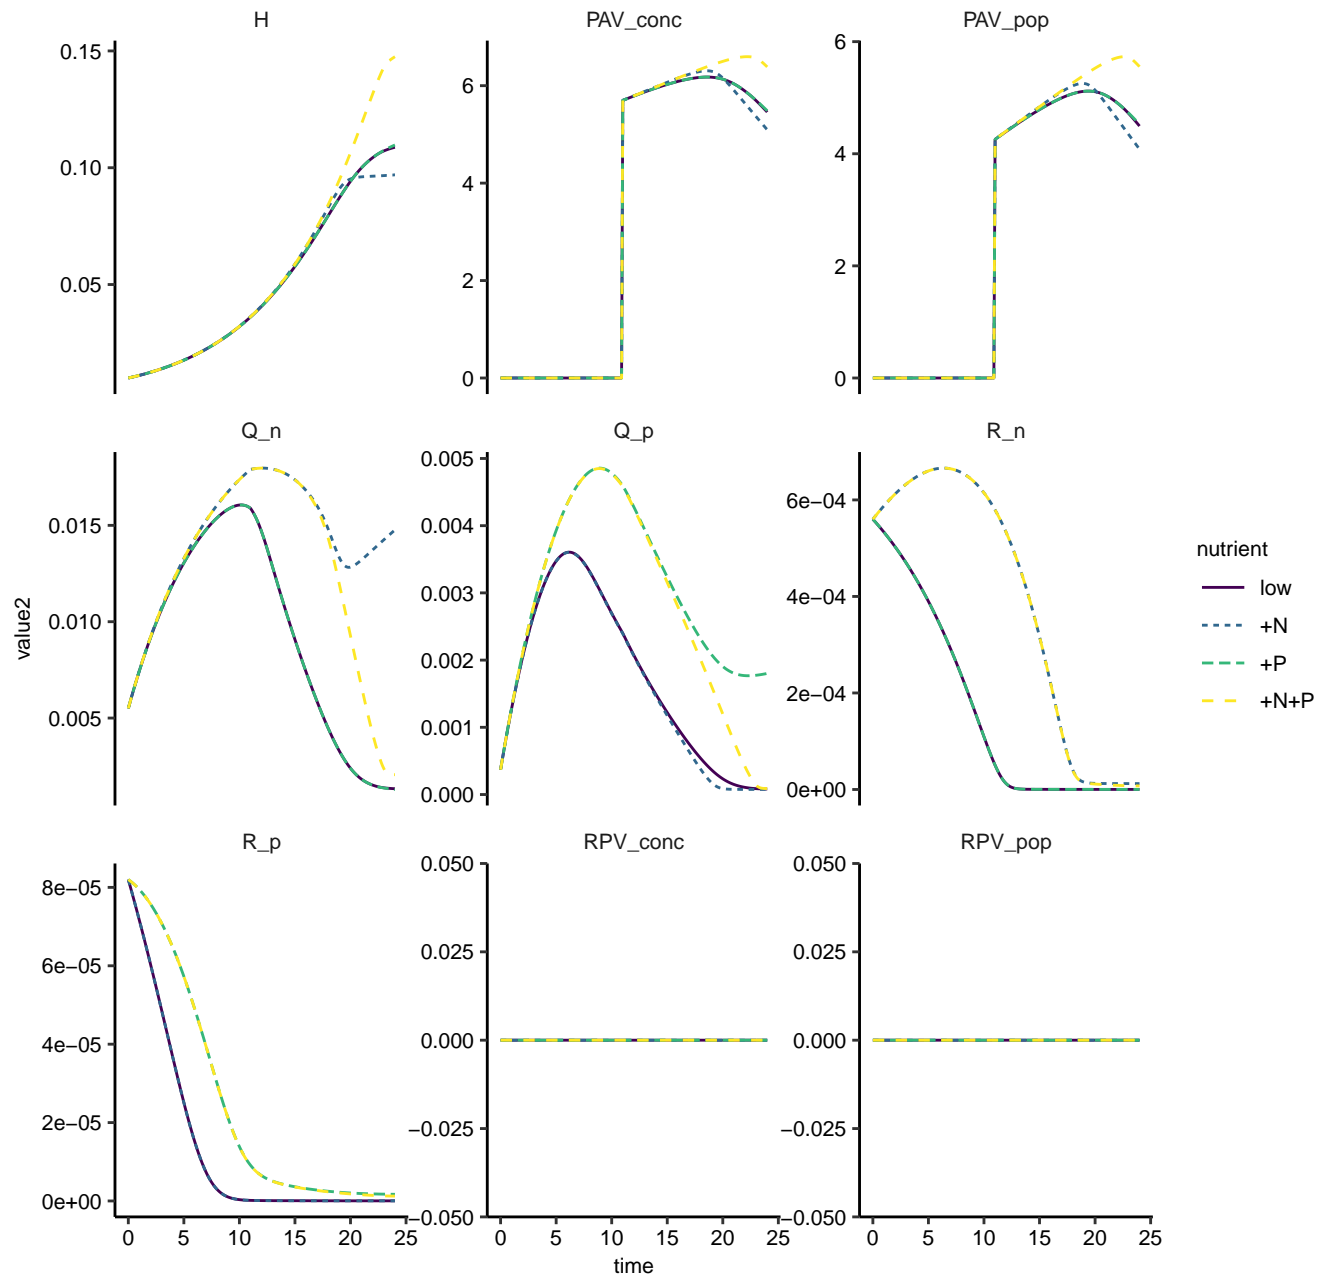 H
PAV_conc
PAV_pop
0.15
0.10
0.05
6
4
2
0
6
4
2
0
Q_n
Q_p
R_n
value2
0.015
0.010
0.005
0.005
0.004
0.003
0.002
0.001
0.000
6e−04
4e−04
2e−04
0e+00
nutrient
low
+N
+P
+N+P
R_p
RPV_conc
RPV_pop
8e−05
6e−05
4e−05
2e−05
0e+00
0.050
0.025
0.000
−0.025
−0.050
0.050
0.025
0.000
−0.025
−0.050
0 5 10 15 20 25
0 5 10 15 20 25
0 5 10 15 20 25
time